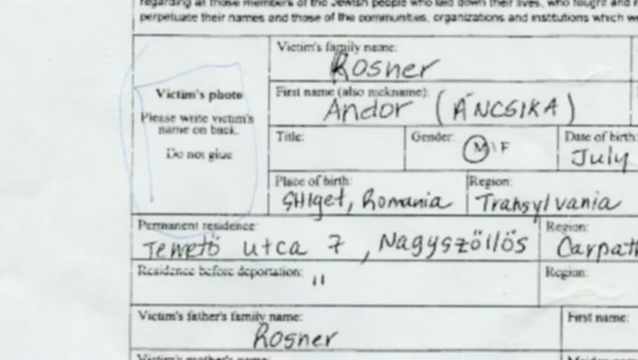 regarding all those members of the Jewish people who laid down their lives, who fought and
perpetuate their names and those of the communities, organizations and institutions which w
Victim's family name:
Rosner
Victim's photo
Please write victim's
name on back.
Do not glue
First name (also nickname):
Andor (ÁNCSIKA)
Title:
Gender:
M \ F
Date of birth:
July
Place of birth:
SHIget, Romania
Region:
Transylvania
Permanent residence:
Temető utca 7, Nagyszőllős
Region:
Carpath
Residence before deportation:
"
Region:
Victim's father's family name:
Rosner
First name:
Victim's mother's name:
Maiden name: